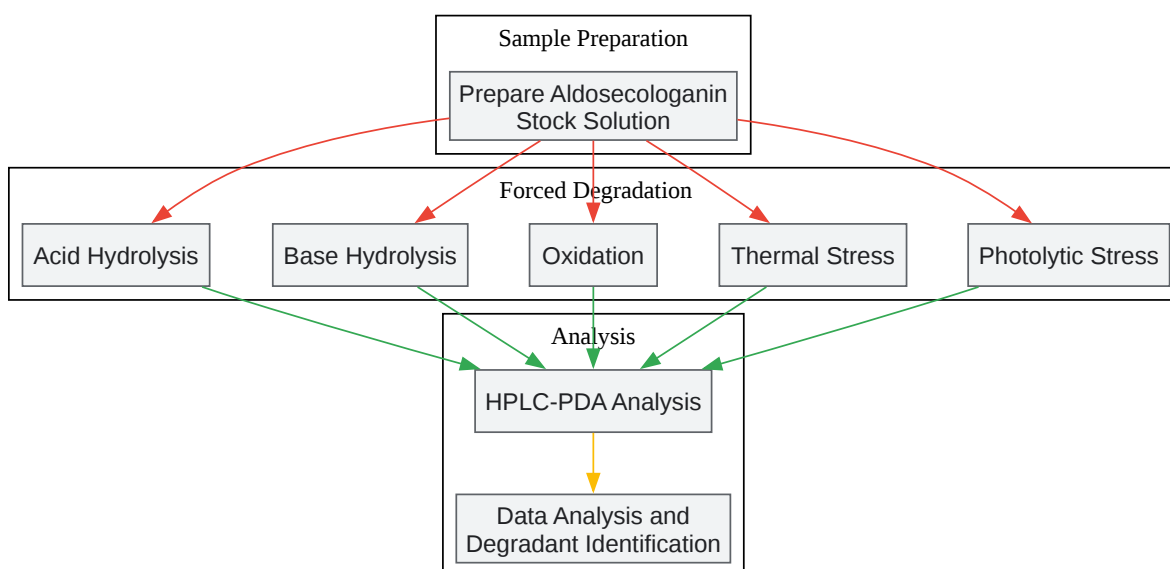 Sample Preparation
Prepare Aldosecologanin
Stock Solution
Forced Degradation
Acid Hydrolysis
Base Hydrolysis
Oxidation
Thermal Stress
Photolytic Stress
Analysis
HPLC-PDA Analysis
Data Analysis and
Degradant Identification